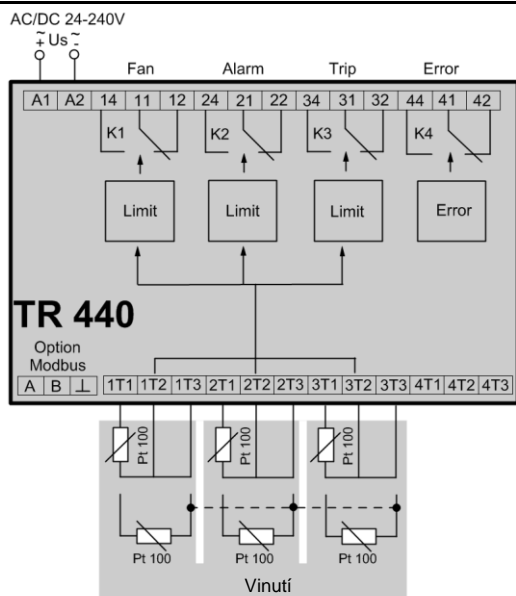 AC/DC 24-240V
~ Us ~
+ -
Fan Alarm Trip Error
A1 A2 14 11 12 24 21 22 34 31 32 44 41 42
K1 K2 K3 K4
Limit Limit Limit Error
TR 440
Option
Modbus
A B ⊥ 1T1 1T2 1T3 2T1 2T2 2T3 3T1 3T2 3T3 4T1 4T2 4T3
Pt 100 Pt 100 Pt 100
Pt 100 Pt 100 Pt 100
Vinutí